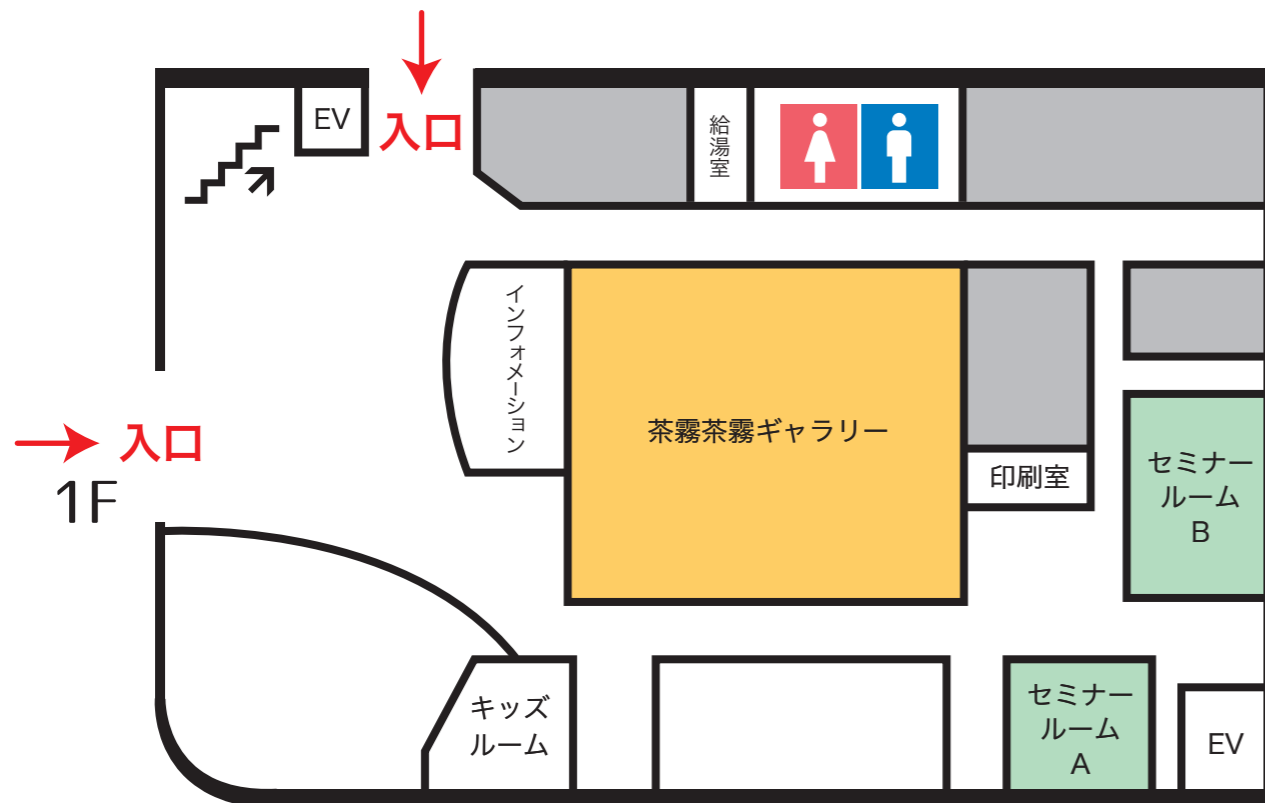 EV
入口
給湯室
インフォメーション
茶霧茶霧ギャラリー
入口
1F
印刷室
セミナー
ルーム
B
キッズ
ルーム
セミナー
ルーム
A
EV